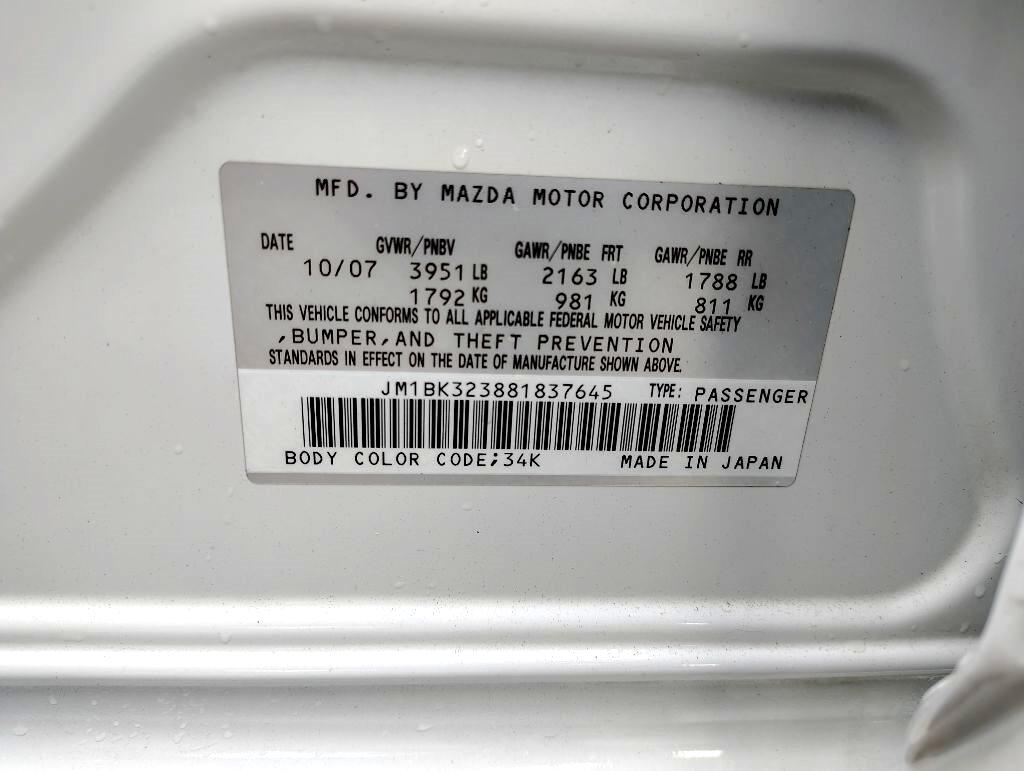 MFD. BY MAZDA MOTOR CORPORATION
DATE GVWR/PNBV GAWR/PNBE FRT GAWR/PNBE RR
10/07 3951 LB 2163 LB 1788 LB
1792 KG 981 KG 811 KG
THIS VEHICLE CONFORMS TO ALL APPLICABLE FEDERAL MOTOR VEHICLE SAFETY
,BUMPER,AND THEFT PREVENTION
STANDARDS IN EFFECT ON THE DATE OF MANUFACTURE SHOWN ABOVE.
JM1BK323881837645 TYPE: PASSENGER
BODY COLOR CODE;34K MADE IN JAPAN